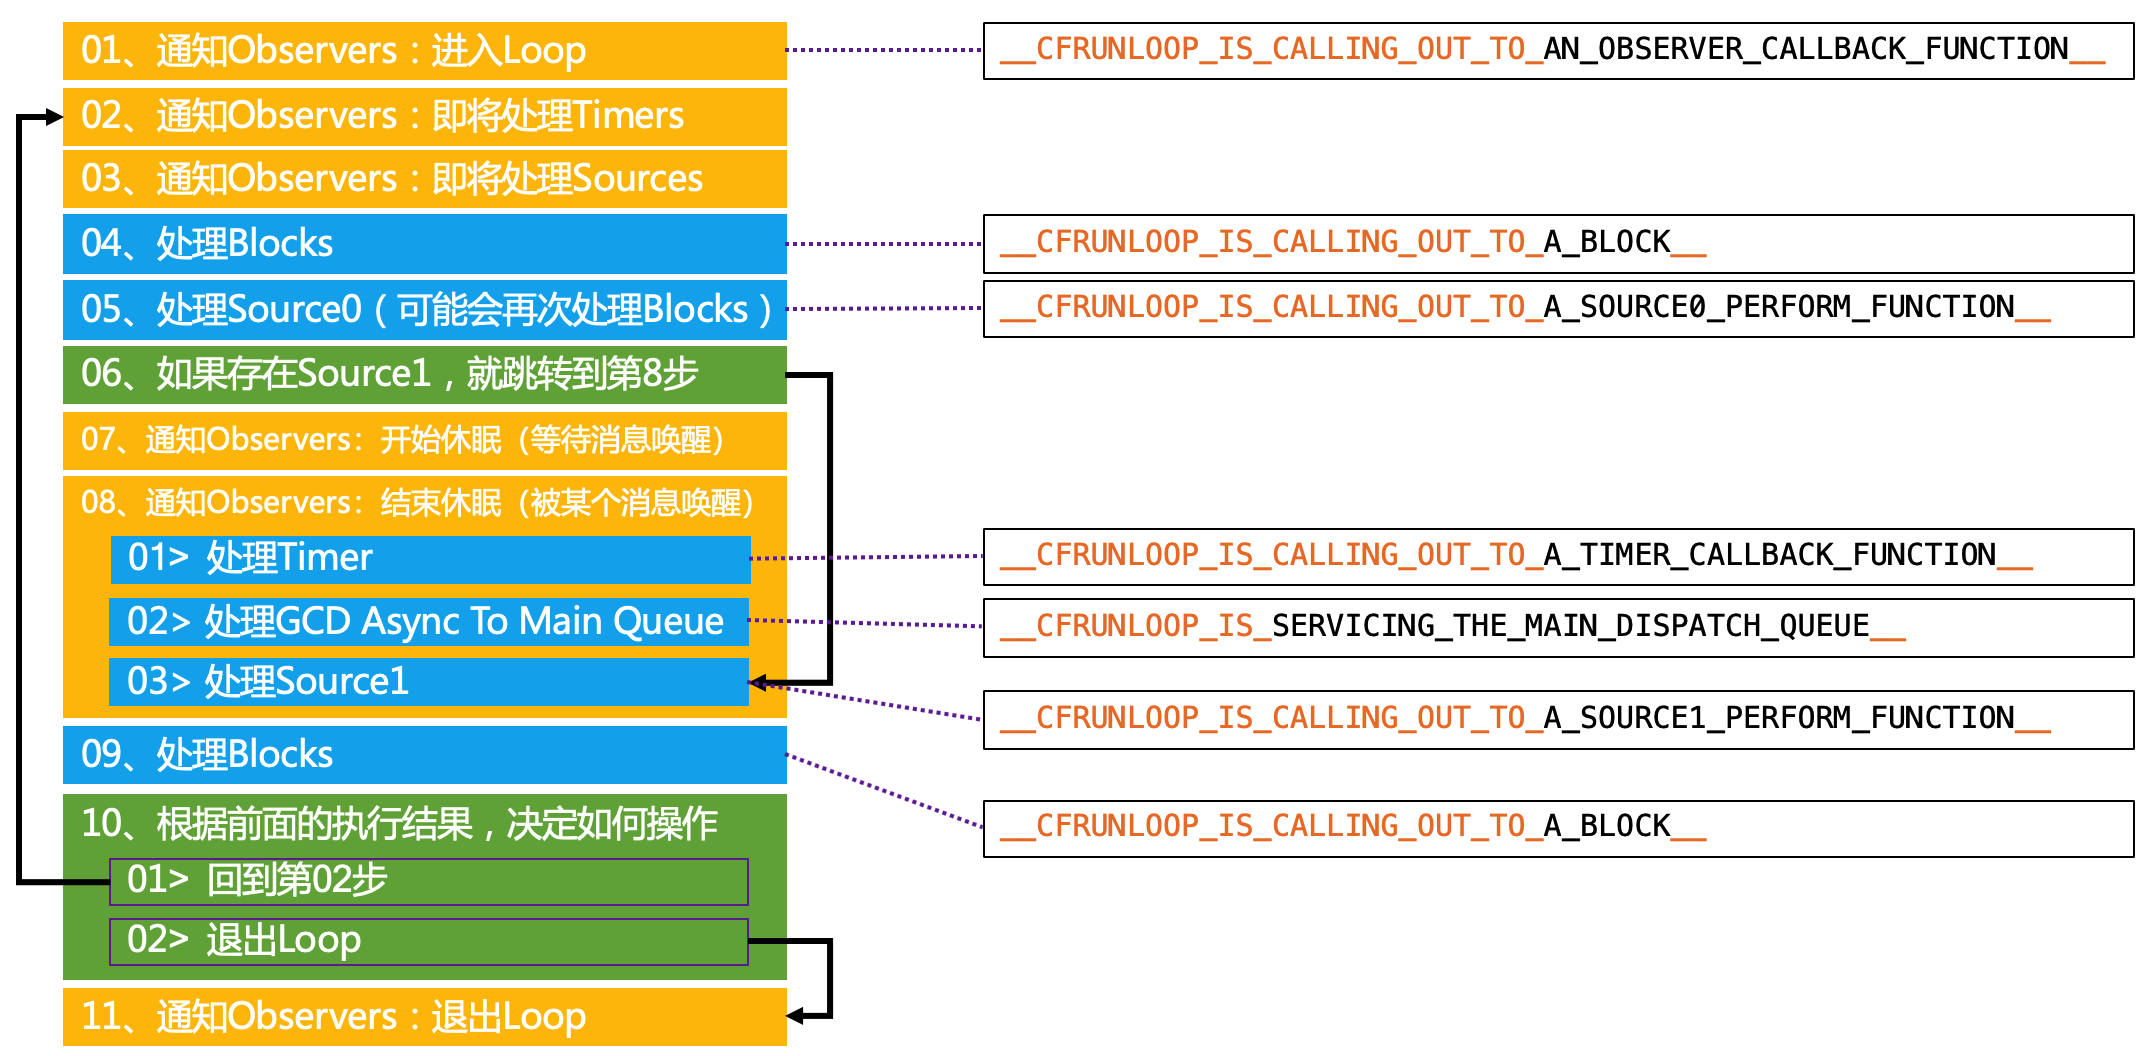 01、通知Observers：进入Loop
__CFRUNLOOP_IS_CALLING_OUT_TO_AN_OBSERVER_CALLBACK_FUNCTION__
02、通知Observers：即将处理Timers
03、通知Observers：即将处理Sources
04、处理Blocks
__CFRUNLOOP_IS_CALLING_OUT_TO_A_BLOCK__
05、处理Source0（可能会再次处理Blocks）
__CFRUNLOOP_IS_CALLING_OUT_TO_A_SOURCE0_PERFORM_FUNCTION__
06、如果存在Source1，就跳转到第8步
07、通知Observers：开始休眠（等待消息唤醒）
08、通知Observers：结束休眠（被某个消息唤醒）
01> 处理Timer
__CFRUNLOOP_IS_CALLING_OUT_TO_A_TIMER_CALLBACK_FUNCTION__
02> 处理GCD Async To Main Queue
__CFRUNLOOP_IS_SERVICING_THE_MAIN_DISPATCH_QUEUE__
03> 处理Source1
__CFRUNLOOP_IS_CALLING_OUT_TO_A_SOURCE1_PERFORM_FUNCTION__
09、处理Blocks
__CFRUNLOOP_IS_CALLING_OUT_TO_A_BLOCK__
10、根据前面的执行结果，决定如何操作
01> 回到第02步
02> 退出Loop
11、通知Observers：退出Loop